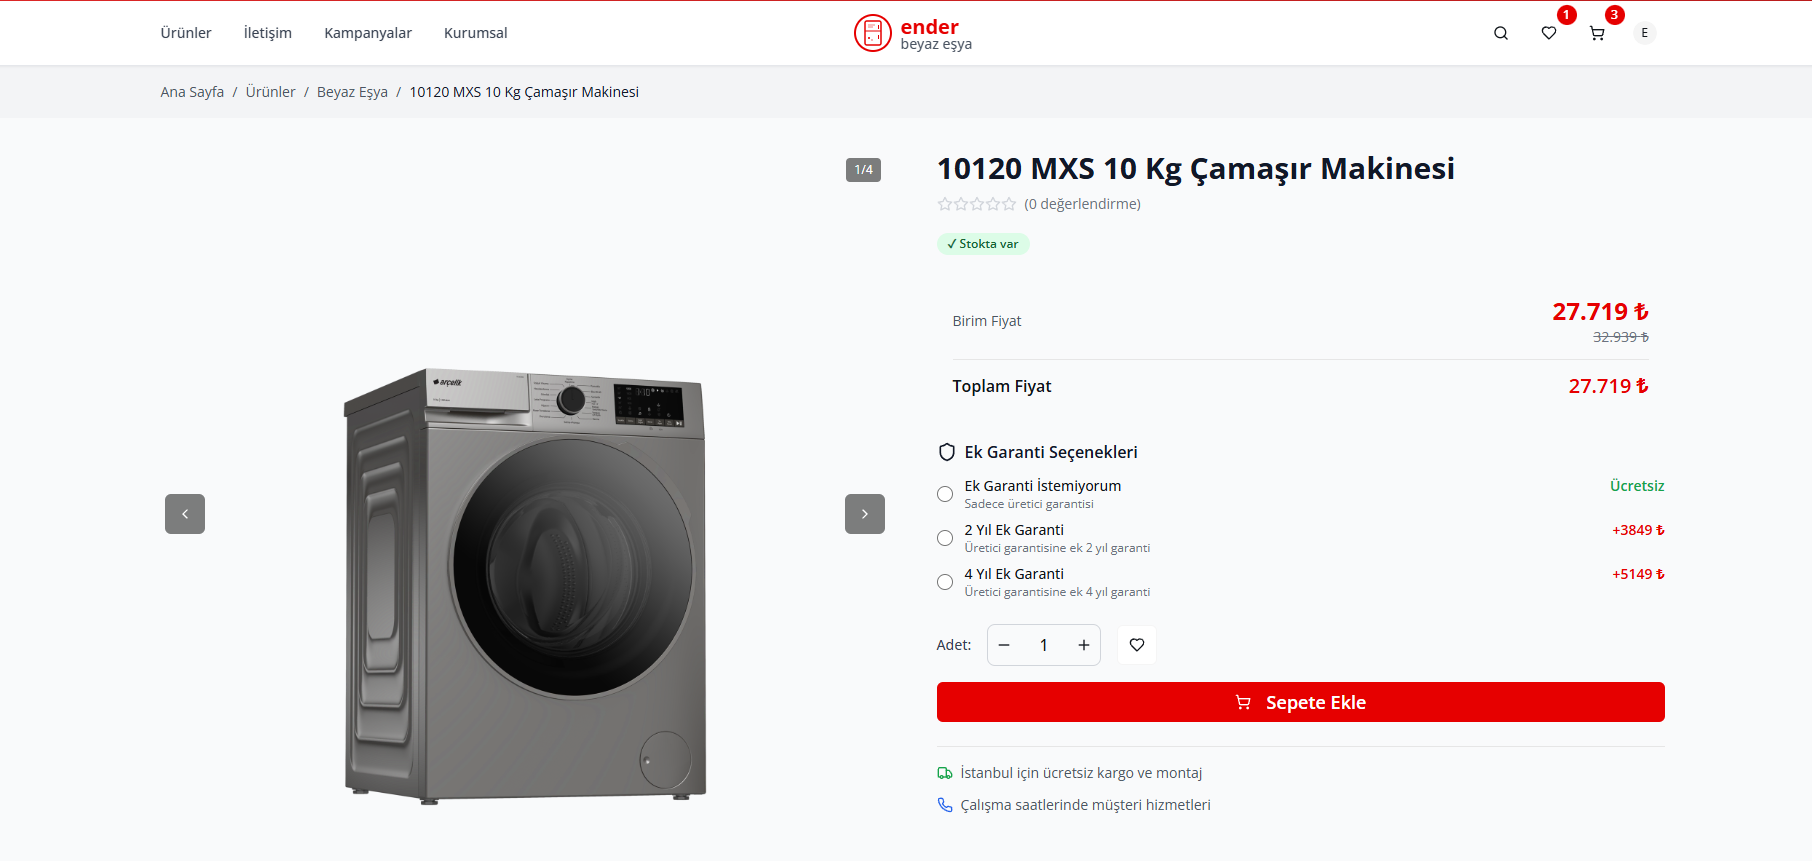 Ürünler
İletişim
Kampanyalar
Kurumsal
ender
beyaz eşya
1
3
E
Ana Sayfa / Ürünler / Beyaz Eşya / 10120 MXS 10 Kg Çamaşır Makinesi
1/4
arçelik
10120 MXS 10 Kg Çamaşır Makinesi
(0 değerlendirme)
✓ Stokta var
Birim Fiyat
27.719 ₺
32.939 ₺
Toplam Fiyat
27.719 ₺
Ek Garanti Seçenekleri
Ek Garanti İstemiyorum
Ücretsiz
Sadece üretici garantisi
2 Yıl Ek Garanti
+3849 ₺
Üretici garantisine ek 2 yıl garanti
4 Yıl Ek Garanti
+5149 ₺
Üretici garantisine ek 4 yıl garanti
Adet:
− 1 +
Sepete Ekle
İstanbul için ücretsiz kargo ve montaj
Çalışma saatlerinde müşteri hizmetleri